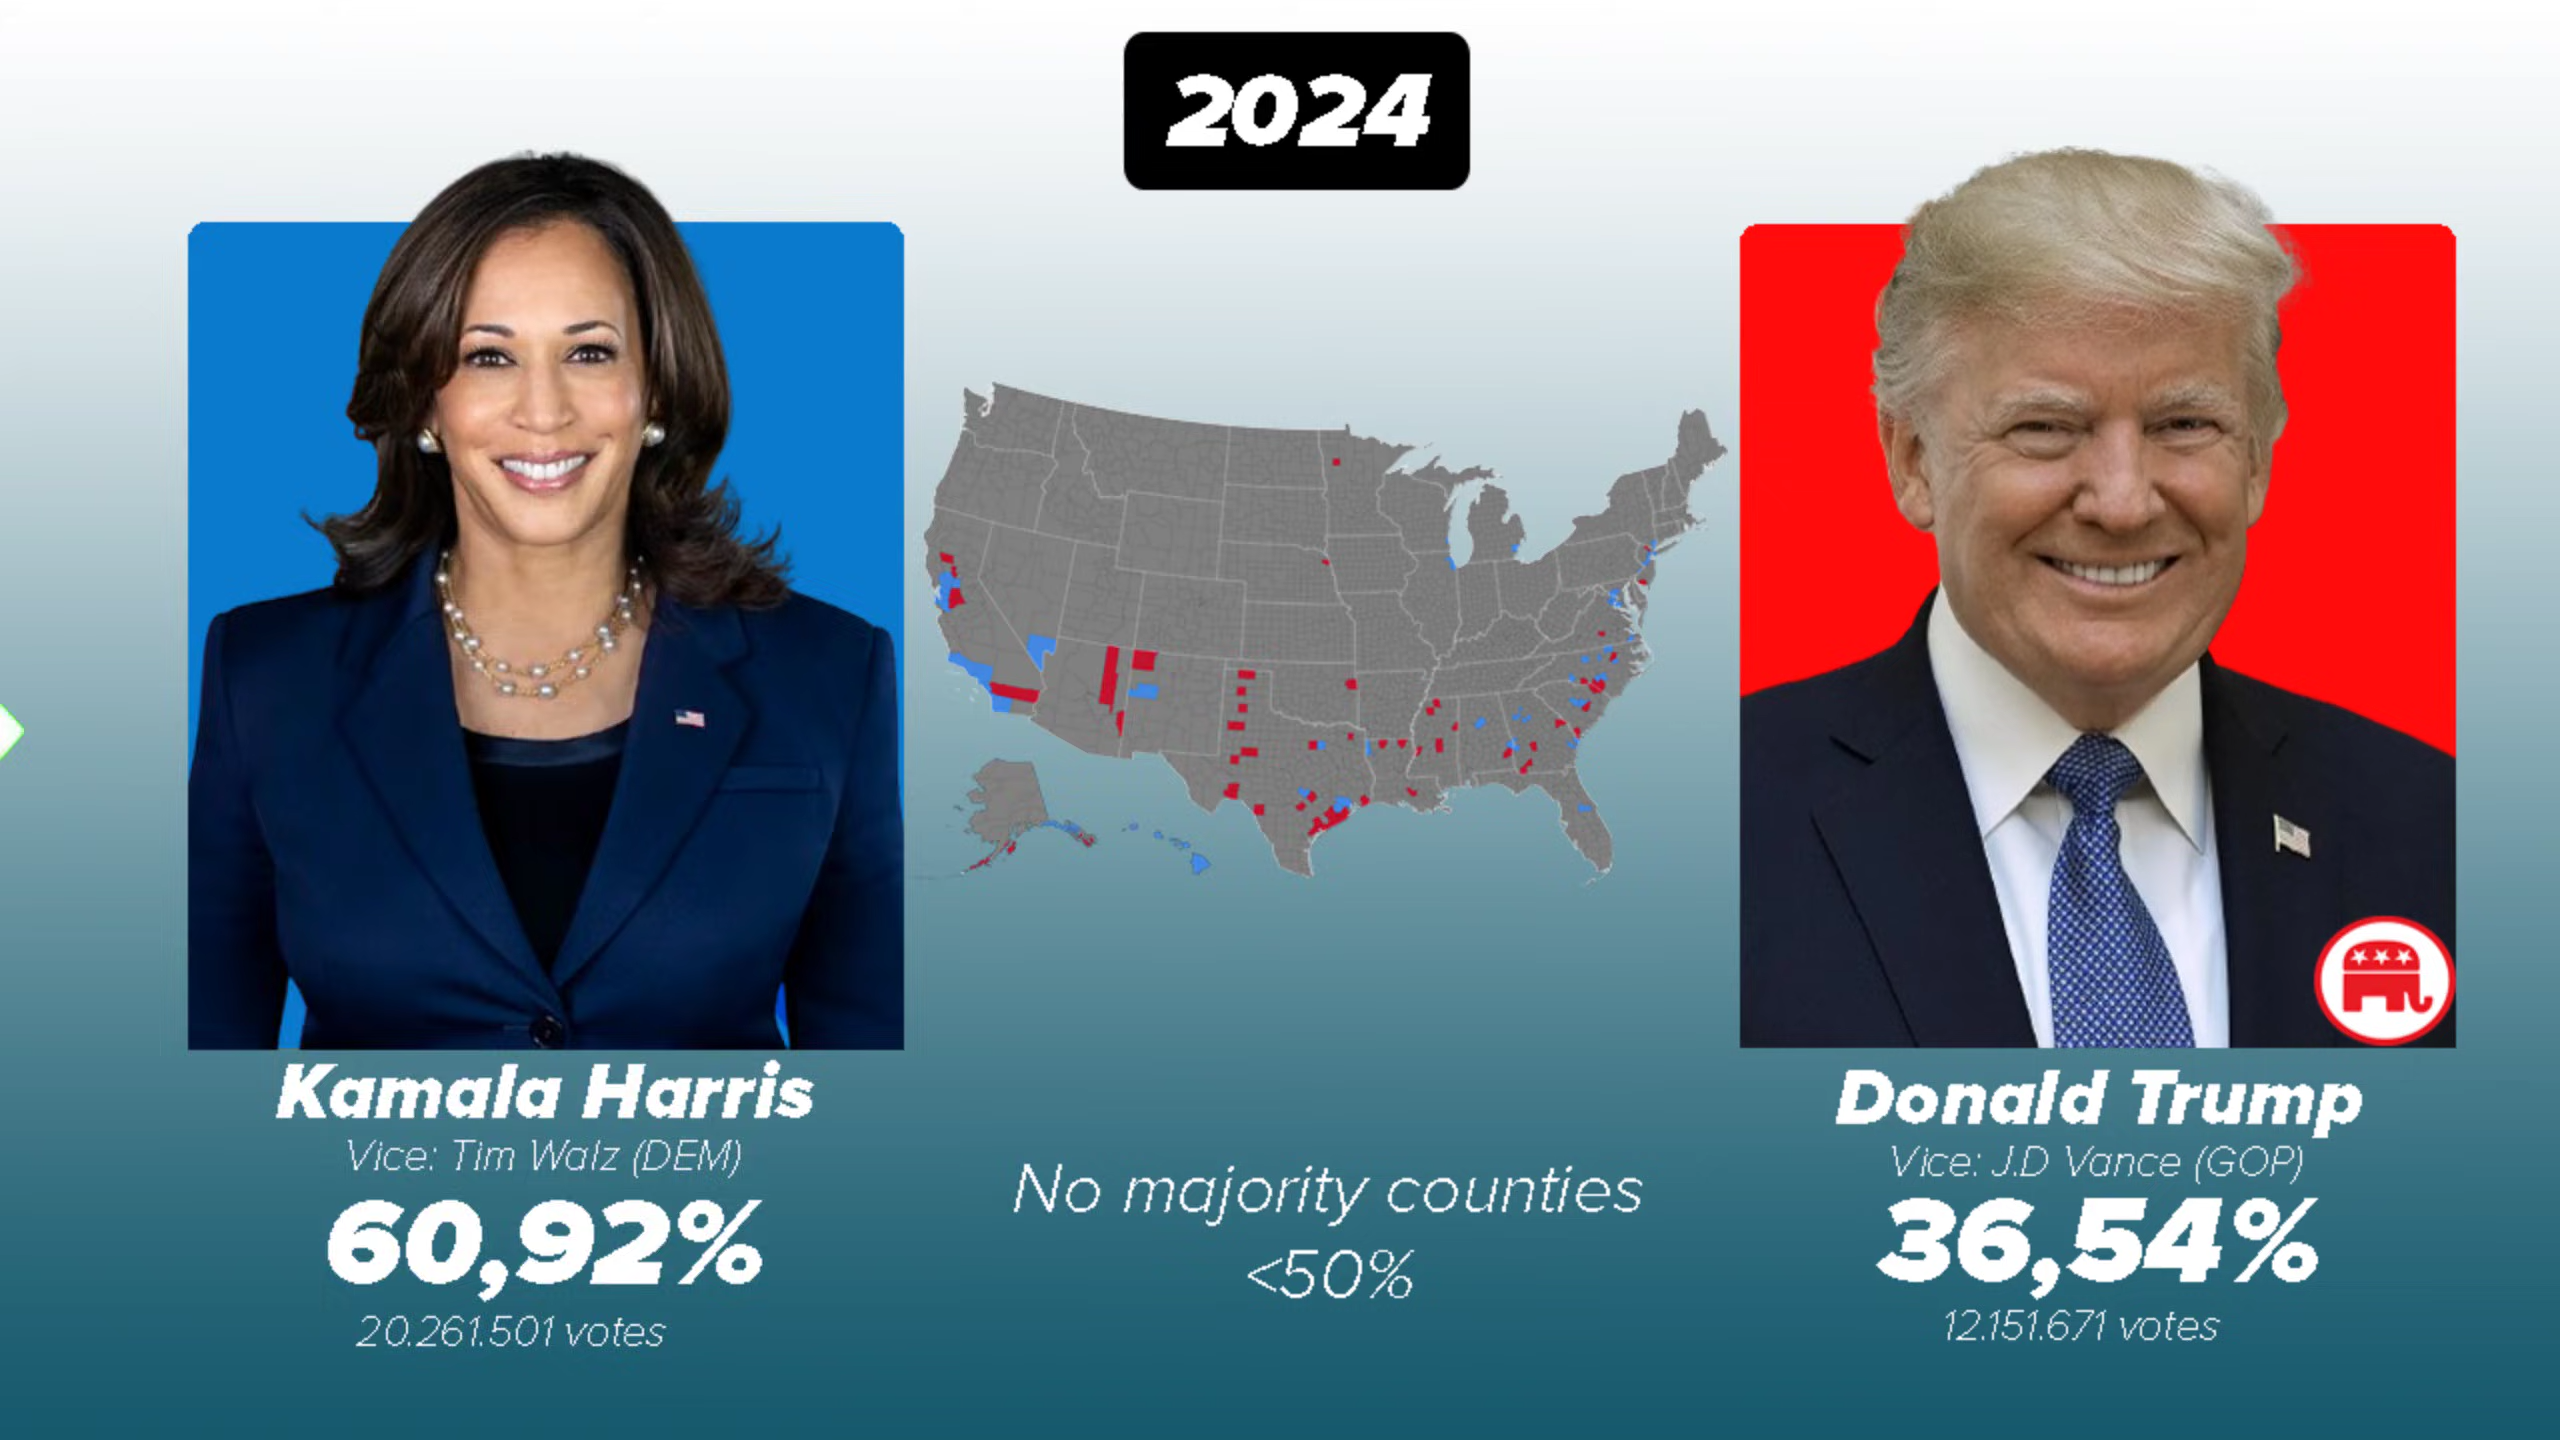 2024
Kamala Harris
Vice: Tim Walz (DEM)
60,92%
20.261.501 votes
No majority counties
<50%
Donald Trump
Vice: J.D Vance (GOP)
36,54%
12.151.671 votes